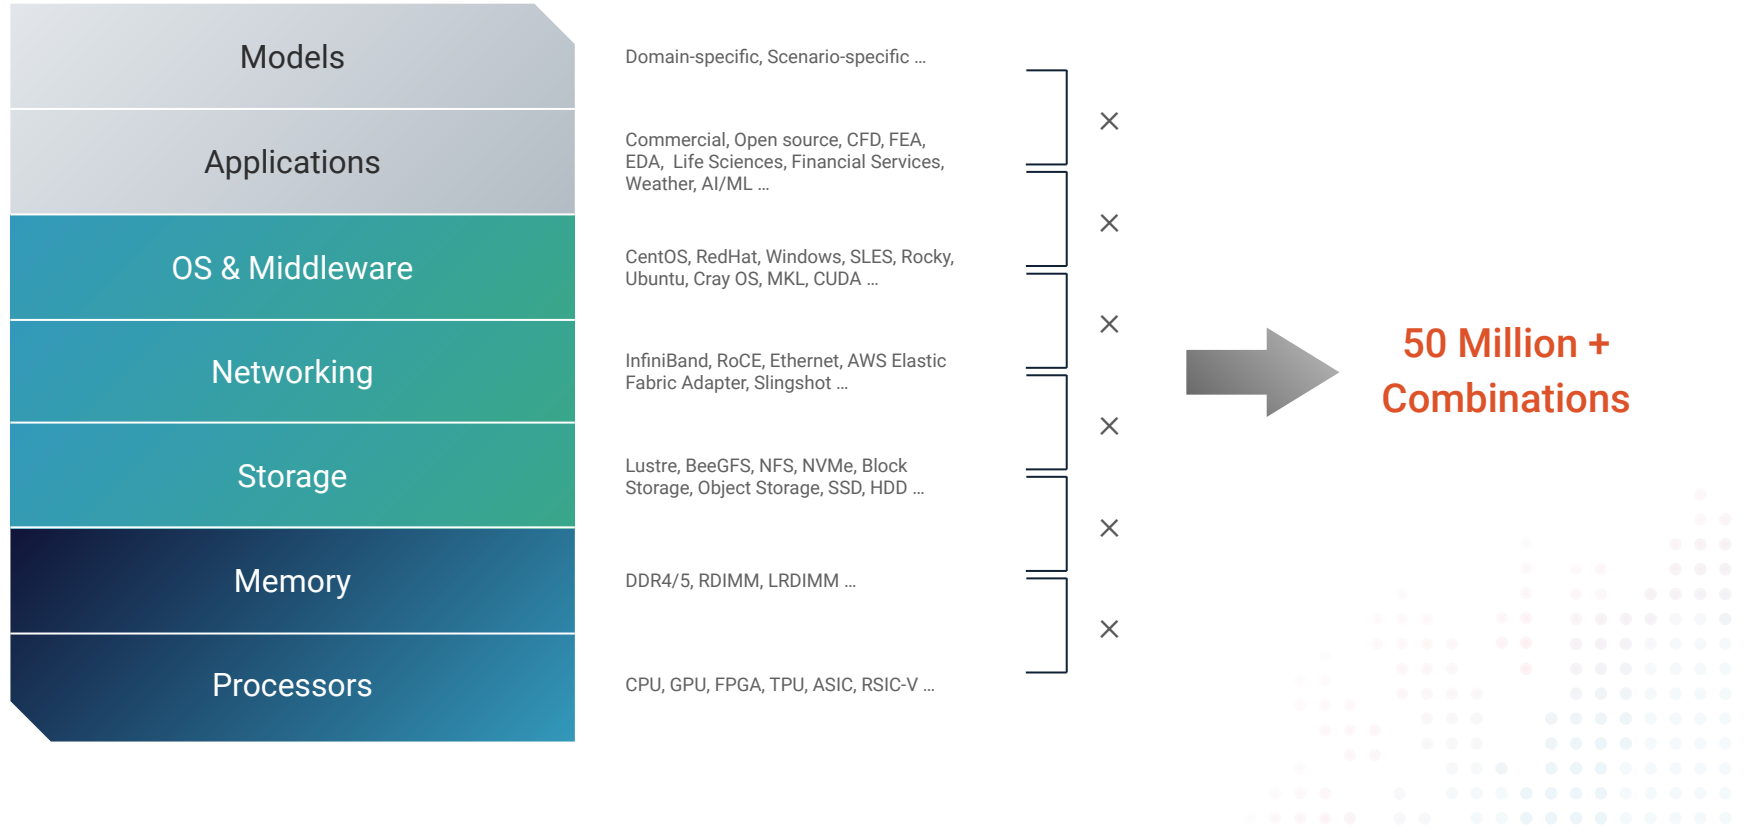 Models
Domain-specific, Scenario-specific ...
×
Applications
Commercial, Open source, CFD, FEA,
EDA, Life Sciences, Financial Services,
Weather, AI/ML ...
×
OS & Middleware
CentOS, RedHat, Windows, SLES, Rocky,
Ubuntu, Cray OS, MKL, CUDA ...
×
Networking
InfiniBand, RoCE, Ethernet, AWS Elastic
Fabric Adapter, Slingshot ...
×
Storage
Lustre, BeeGFS, NFS, NVMe, Block
Storage, Object Storage, SSD, HDD ...
×
Memory
DDR4/5, RDIMM, LRDIMM ...
×
Processors
CPU, GPU, FPGA, TPU, ASIC, RSIC-V ...
50 Million +
Combinations